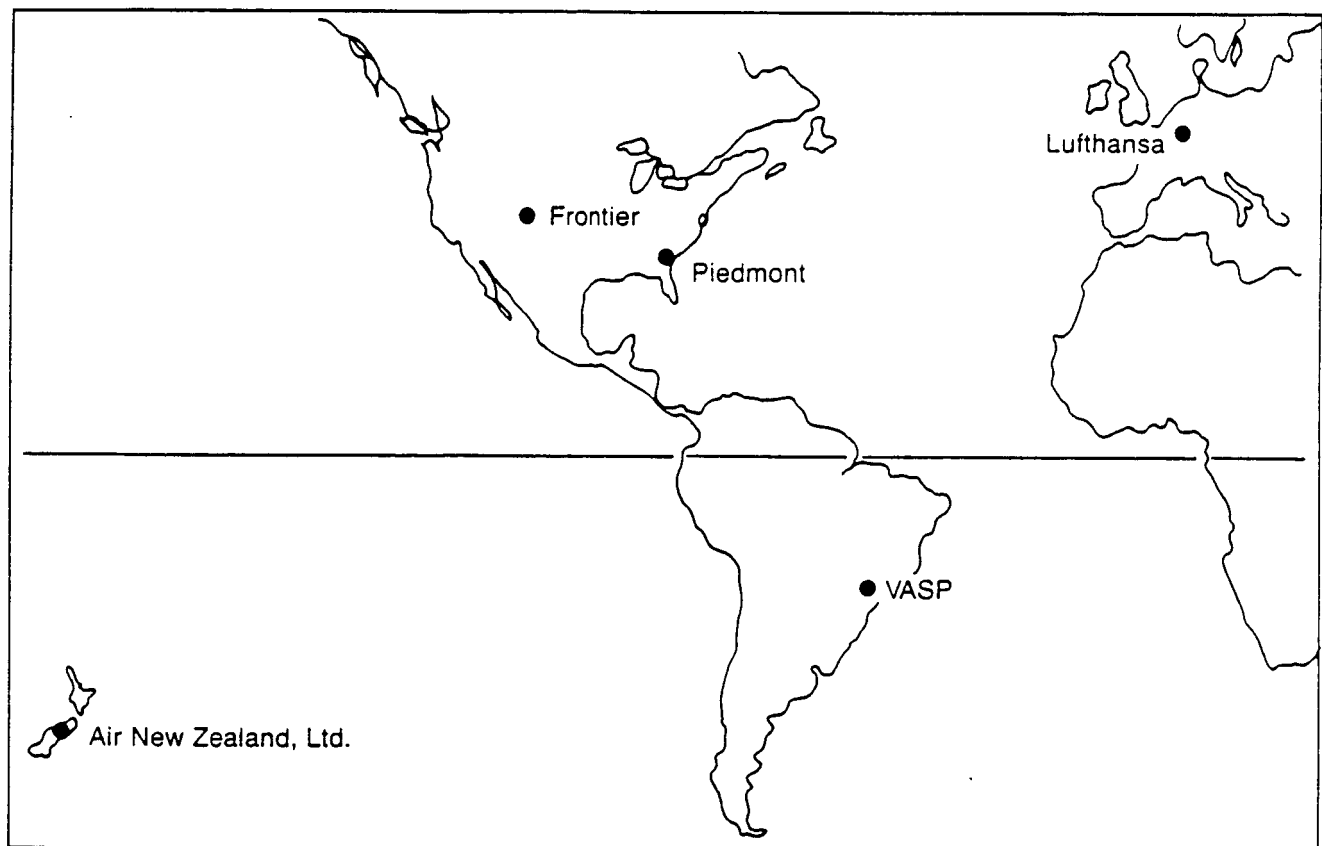 Lufthansa
Frontier
Piedmont
VASP
Air New Zealand, Ltd.